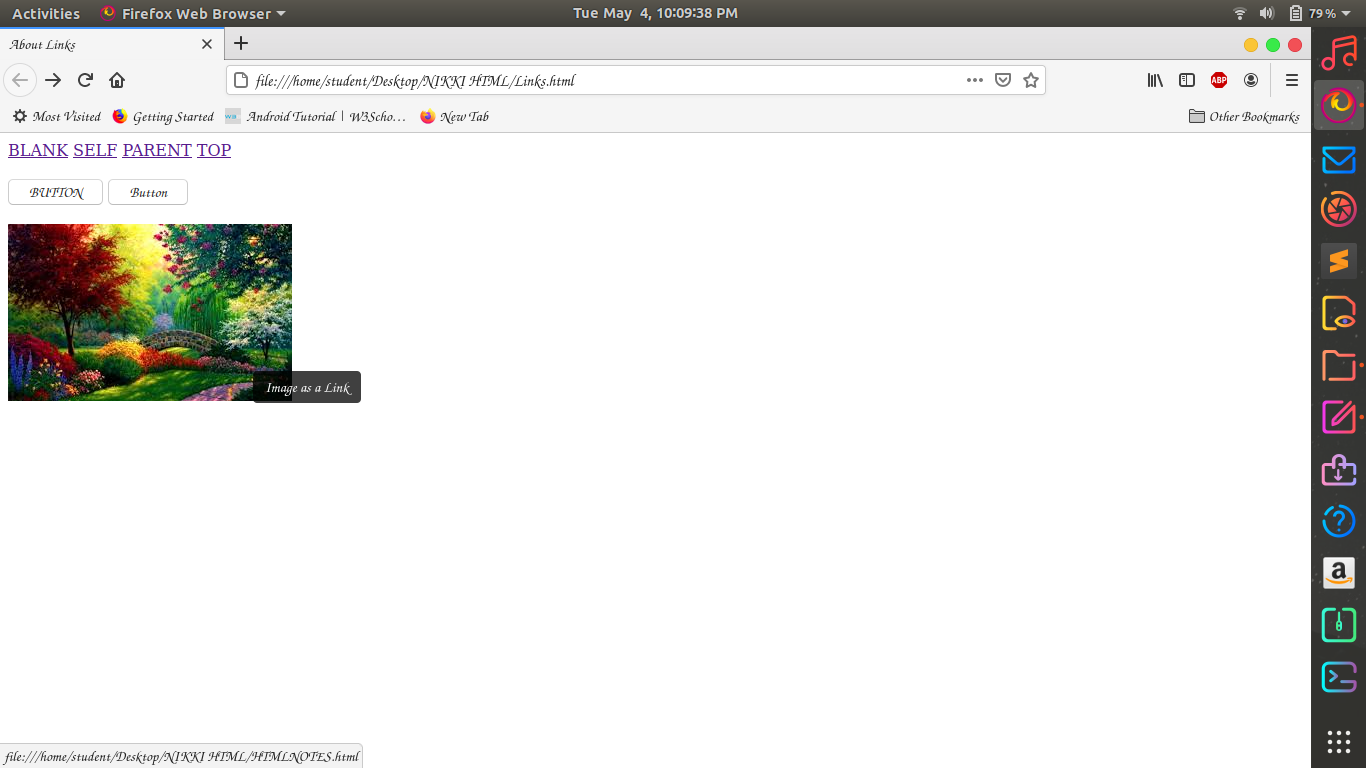 Activities Firefox Web Browser Tue May 4, 10:09:38 PM 79 %
About Links
file:///home/student/Desktop/NIKKI HTML/Links.html ABP
Most Visited Getting Started w3 Android Tutorial | W3Scho... New Tab Other Bookmarks
BLANK SELF PARENT TOP
BUTTON Button
Image as a Link
a
file:///home/student/Desktop/NIKKI HTML/HTMLNOTES.html